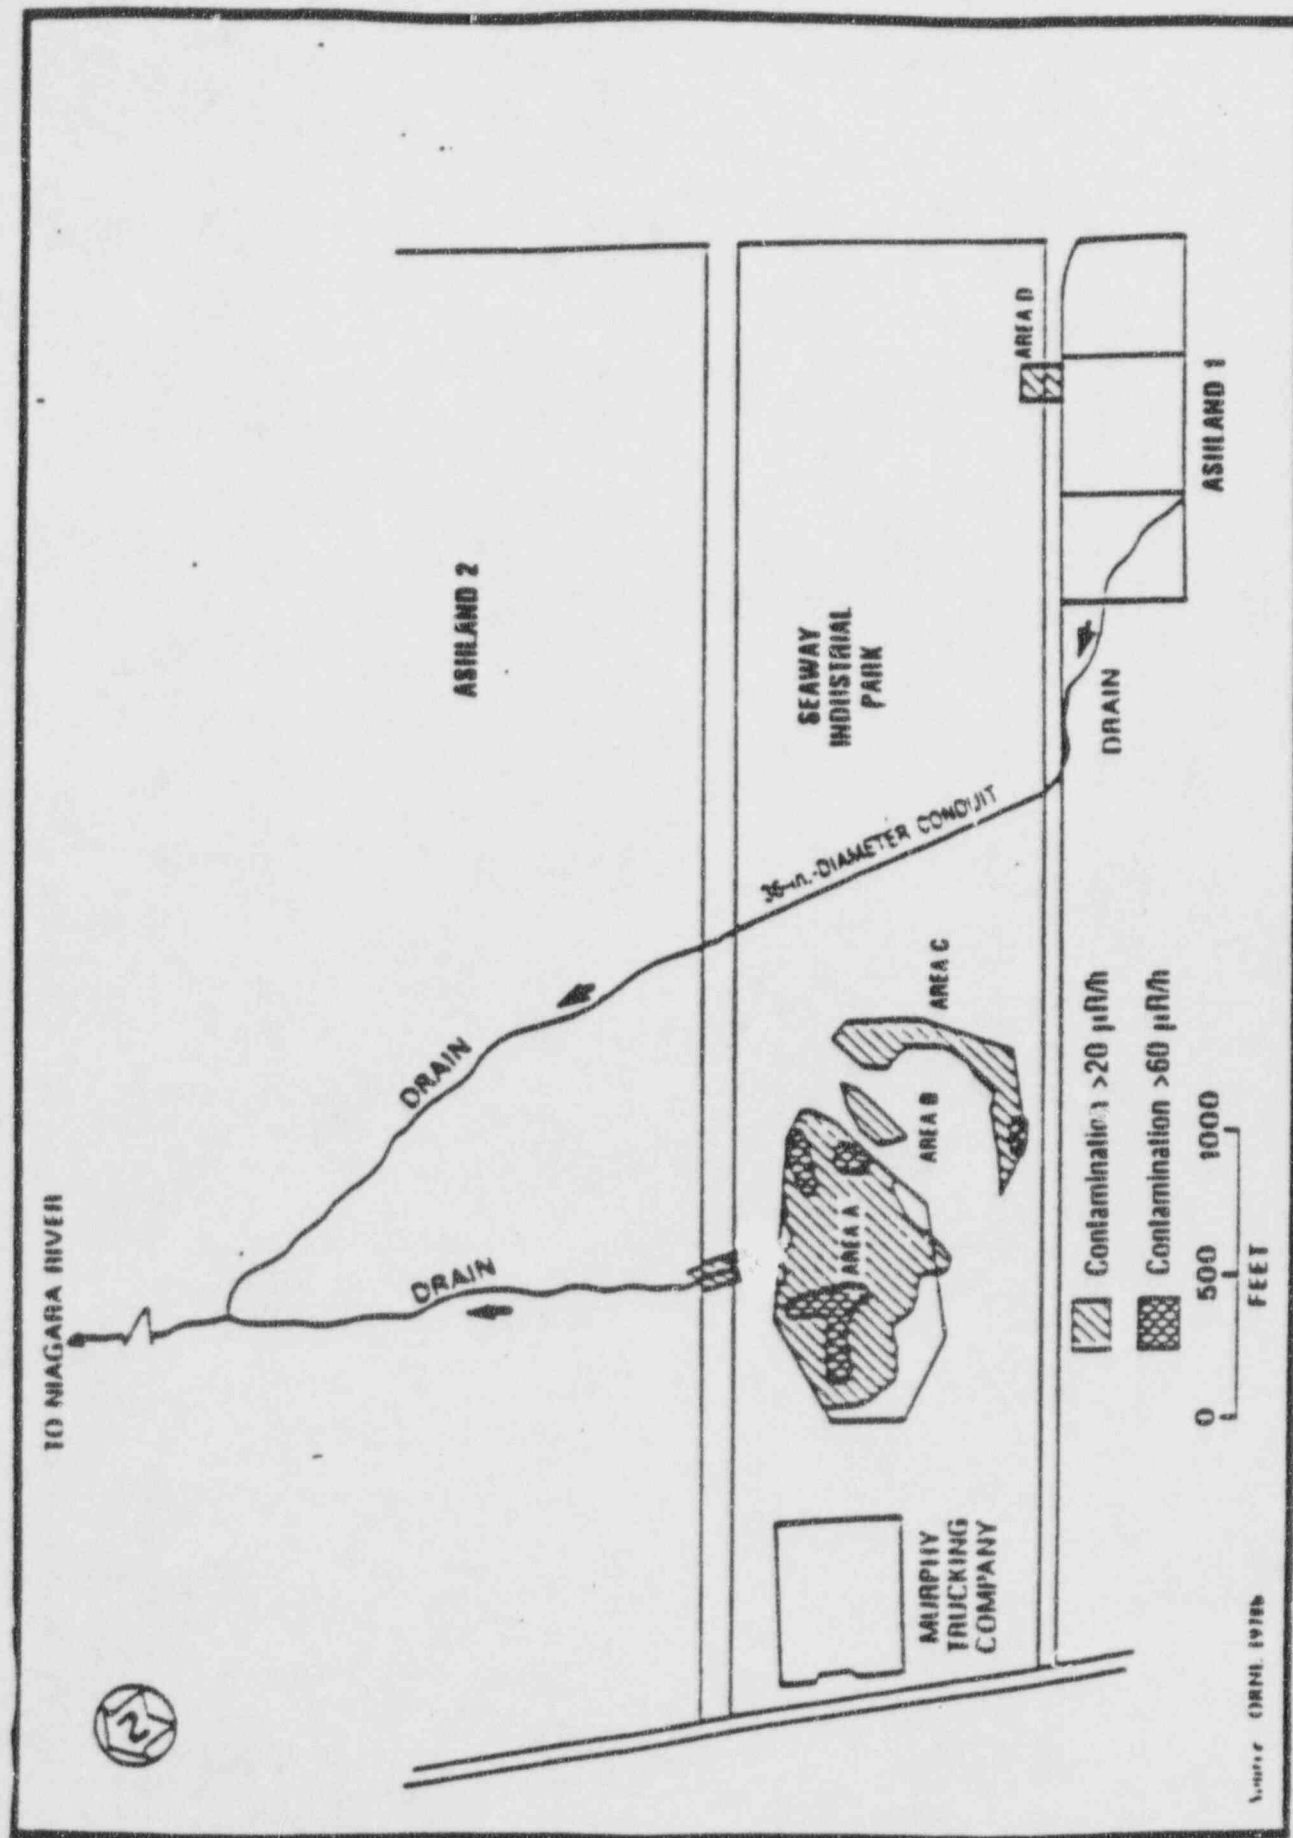 TO NIAGARA RIVER
DRAIN
DRAIN
ASHLAND 2
36-in.-DIAMETER CONDUIT
SEAWAY
INDUSTRIAL
PARK
AREA A
AREA B
AREA C
AREA D
MURPHY
TRUCKING
COMPANY
DRAIN
ASHLAND 1
Contamination >20 µR/h
Contamination >60 µR/h
0 500 1000
FEET
ORNL 1978b